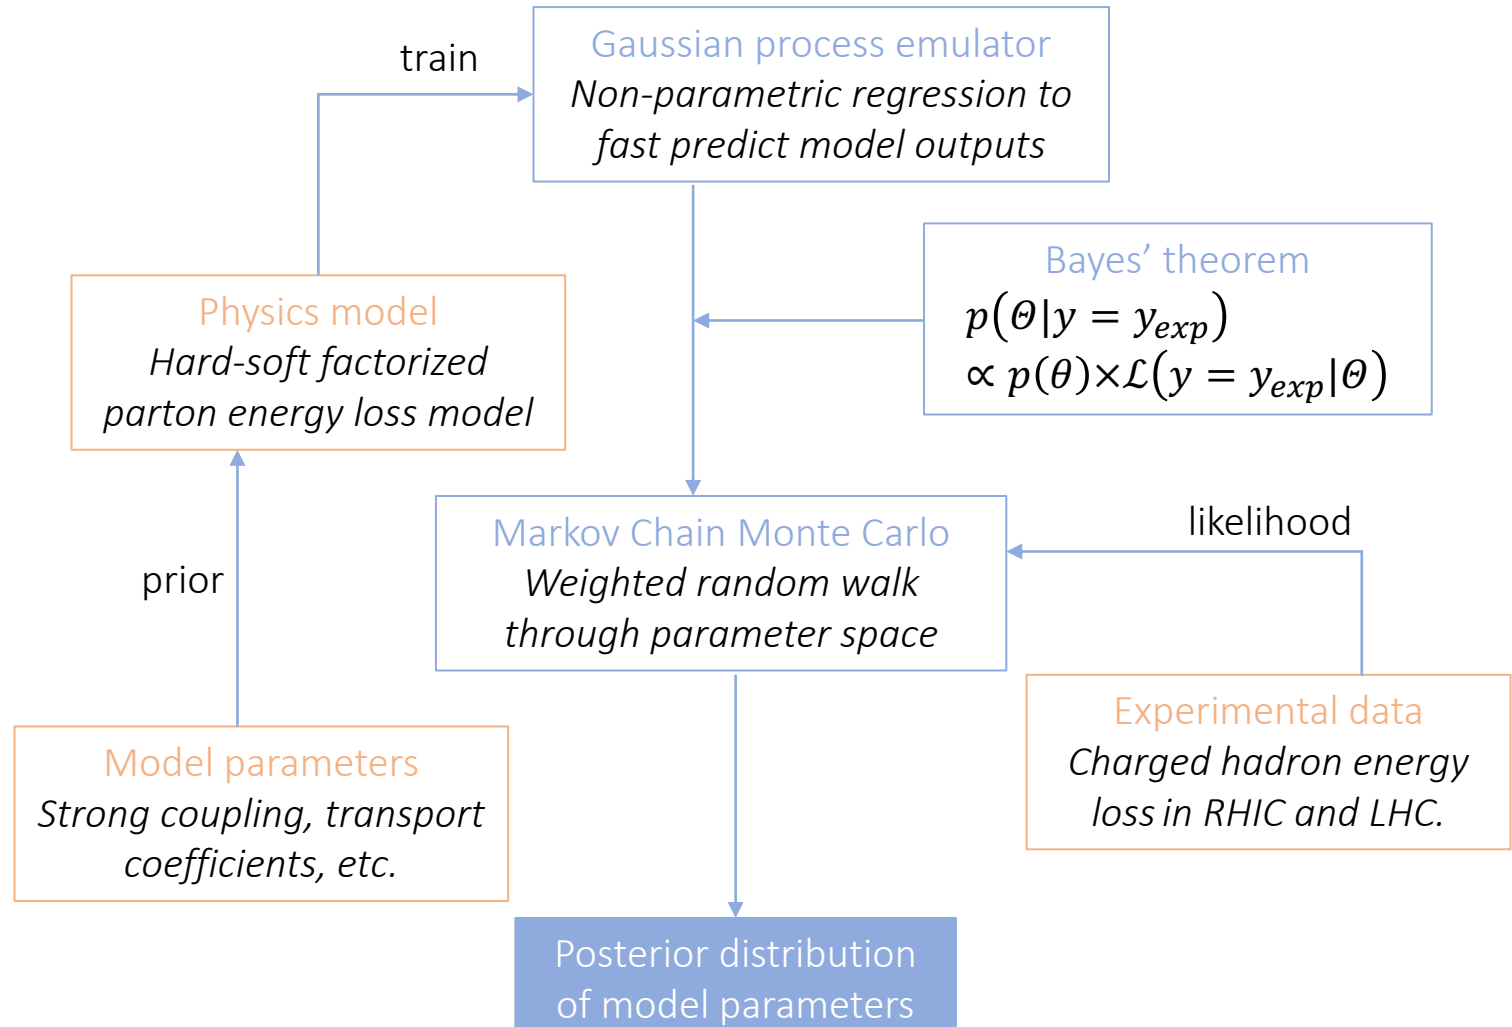 train
Gaussian process emulator
Non-parametric regression to
fast predict model outputs
Bayes’ theorem
p(Θ|y = y_exp)
∝ p(θ)×ℒ(y = y_exp|Θ)
Physics model
Hard-soft factorized
parton energy loss model
prior
Markov Chain Monte Carlo
Weighted random walk
through parameter space
likelihood
Model parameters
Strong coupling, transport
coefficients, etc.
Experimental data
Charged hadron energy
loss in RHIC and LHC.
Posterior distribution
of model parameters